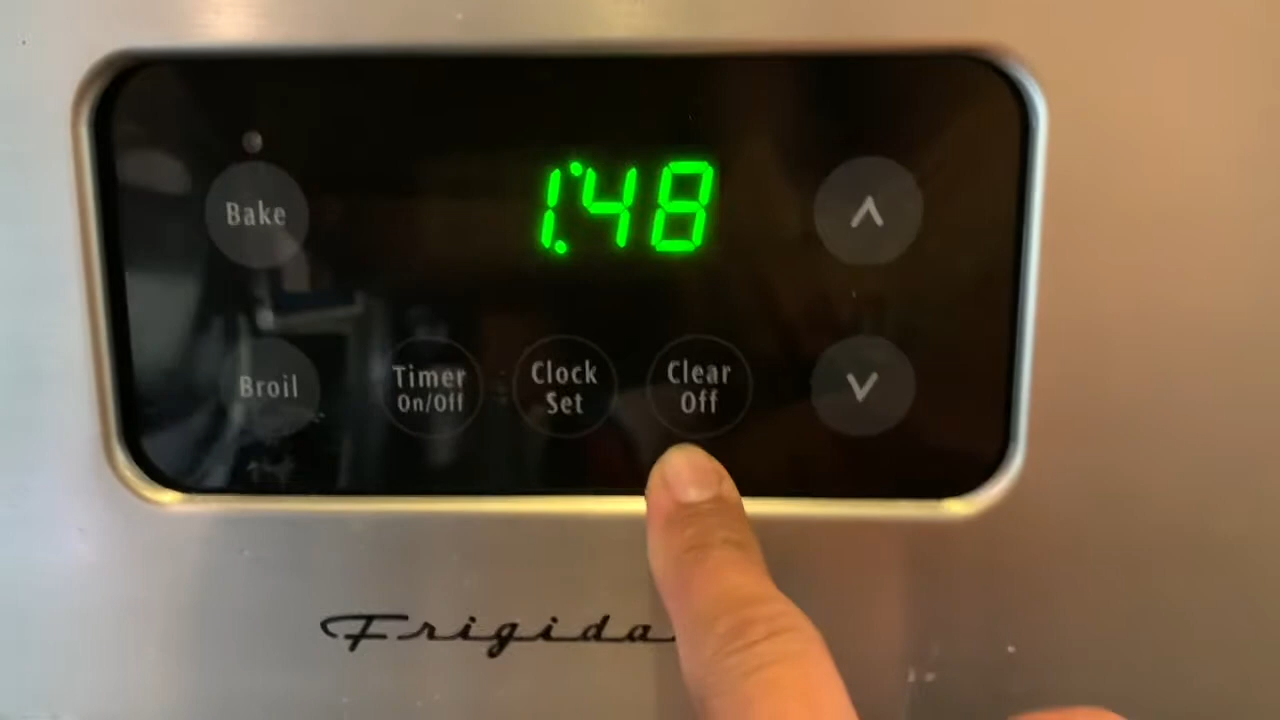 1:48
Bake
Broil
Timer
On/Off
Clock
Set
Clear
Off
Frigida